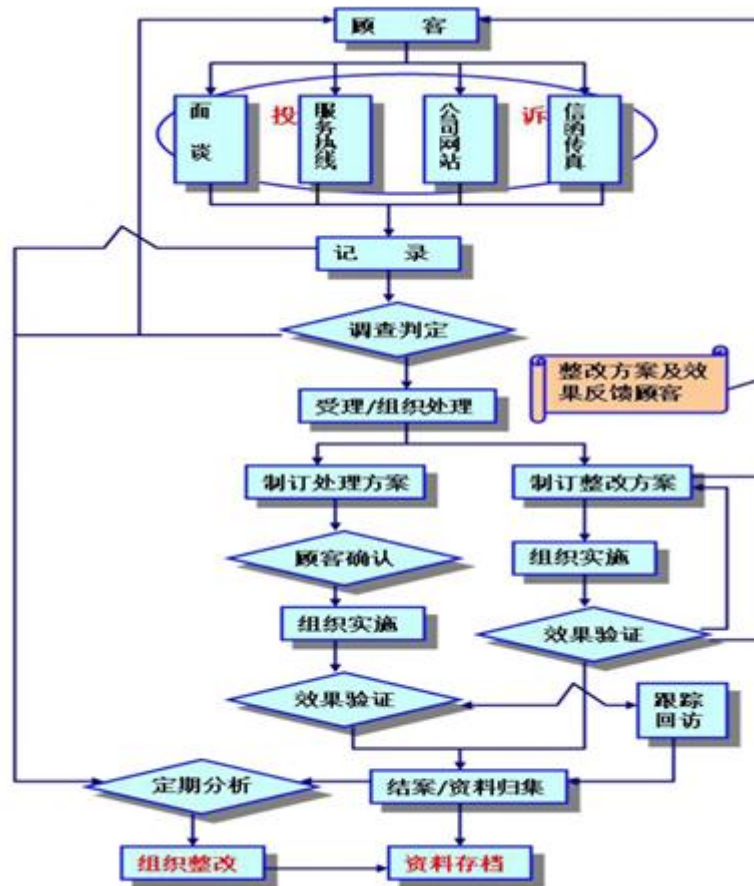 顾 客
面谈
投
服务热线
公司网站
诉
信函传真
记 录
调查判定
整改方案及效
果反馈顾客
受理/组织处理
制订处理方案
制订整改方案
顾客确认
组织实施
组织实施
效果验证
效果验证
跟踪
回访
定期分析
结案/资料归集
组织整改
资料存档